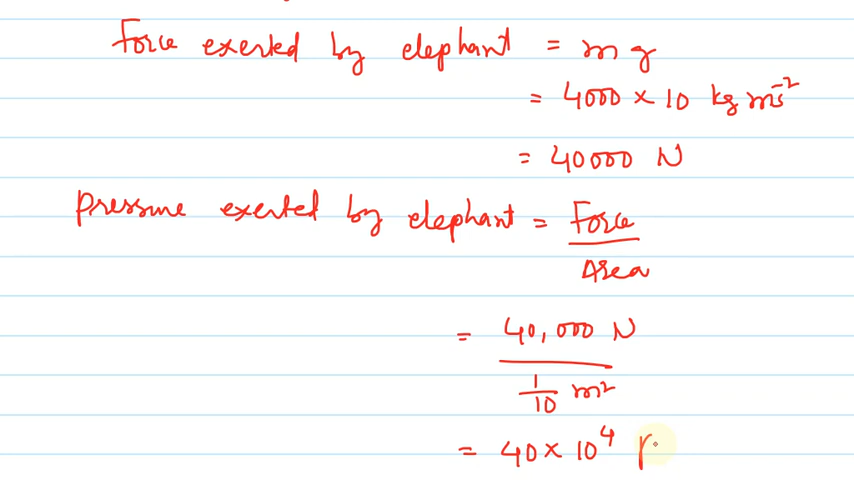 Force exerted by elephant = m g
= 4000 × 10 kg ms⁻²
= 40000 N
Pressure exerted by elephant = Force
Area
= 40,000 N
1/10 m²
= 40 × 10⁴